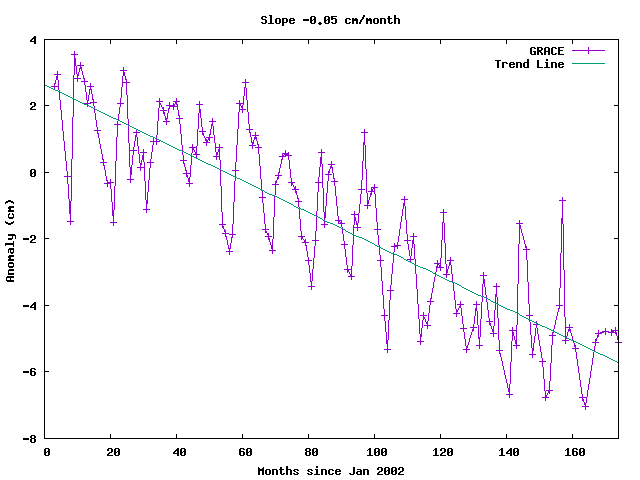 Slope -0.05 cm/month
GRACE
Trend Line
4
2
0
-2
-4
-6
-8
Anomaly (cm)
0 20 40 60 80 100 120 140 160
Months since Jan 2002